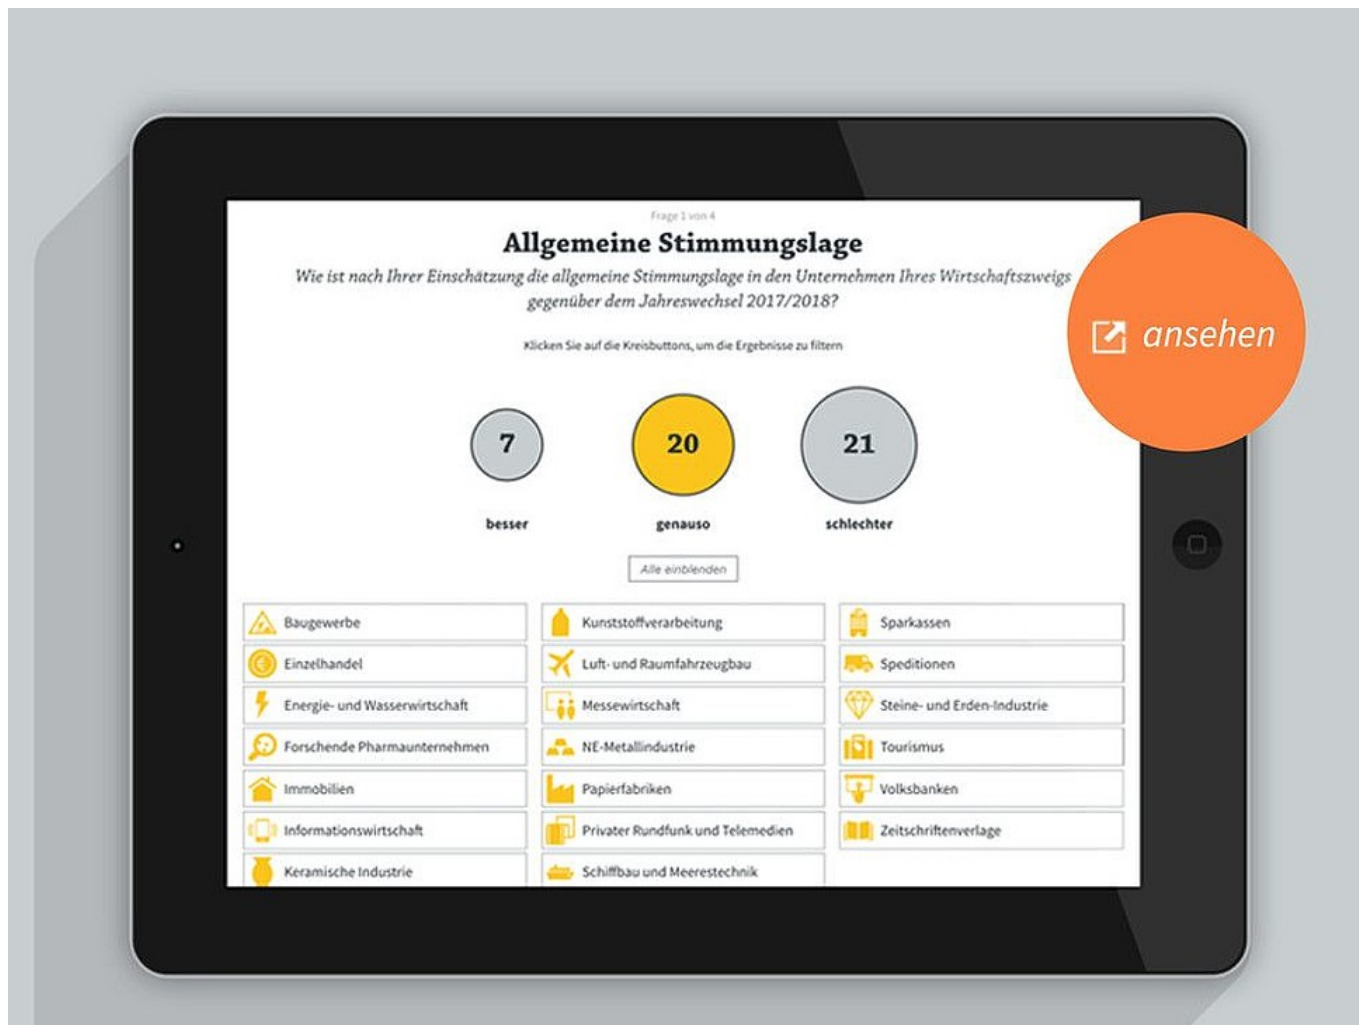 Frage 1 von 4
Allgemeine Stimmungslage
Wie ist nach Ihrer Einschätzung die allgemeine Stimmungslage in den Unternehmen Ihres Wirtschaftszweigs
gegenüber dem Jahreswechsel 2017/2018?
ansehen
Klicken Sie auf die Kreisbuttons, um die Ergebnisse zu filtern
7
20
21
besser
genauso
schlechter
Alle einblenden
Baugewerbe
Kunststoffverarbeitung
Sparkassen
Einzelhandel
Luft- und Raumfahrzeugbau
Speditionen
Energie- und Wasserwirtschaft
Messewirtschaft
Steine- und Erden-Industrie
Forschende Pharmaunternehmen
NE-Metallindustrie
Tourismus
Immobilien
Papierfabriken
Volksbanken
Informationswirtschaft
Privater Rundfunk und Telemedien
Zeitschriftenverlage
Keramische Industrie
Schiffbau und Meerestechnik